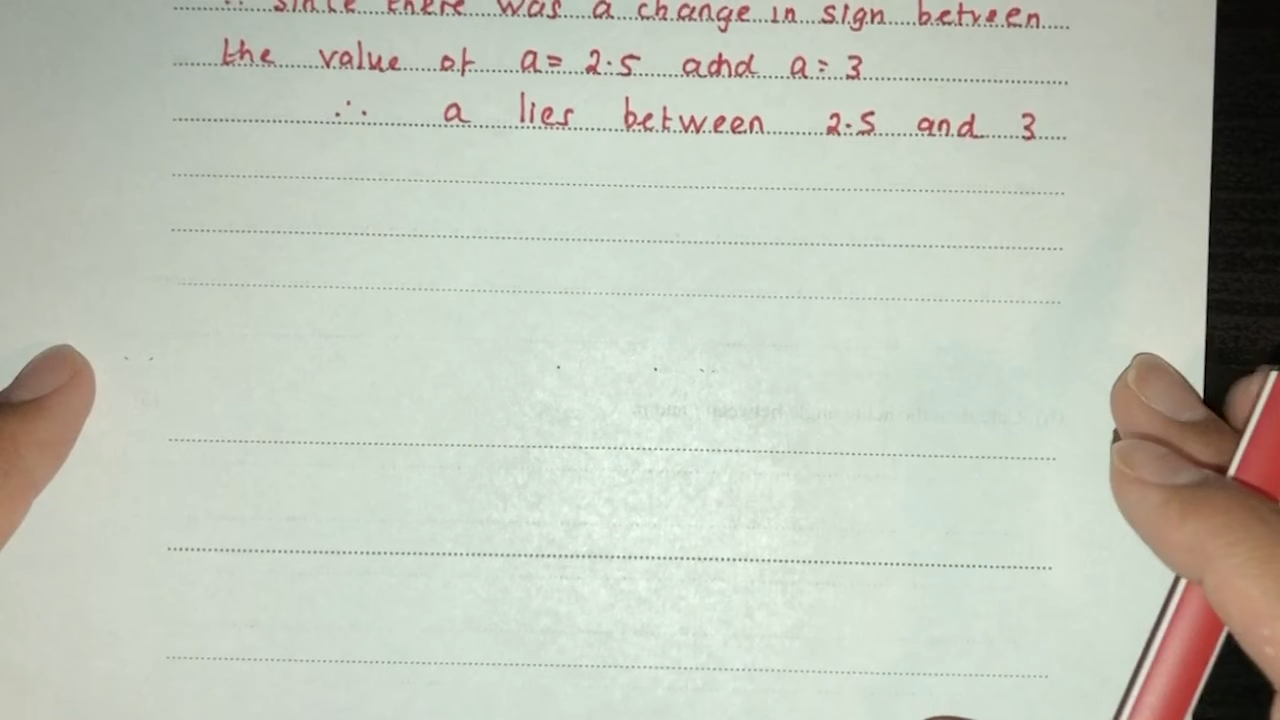 ∴ since there was a change in sign between
the value of a = 2.5 and a = 3
∴ a lies between 2.5 and 3